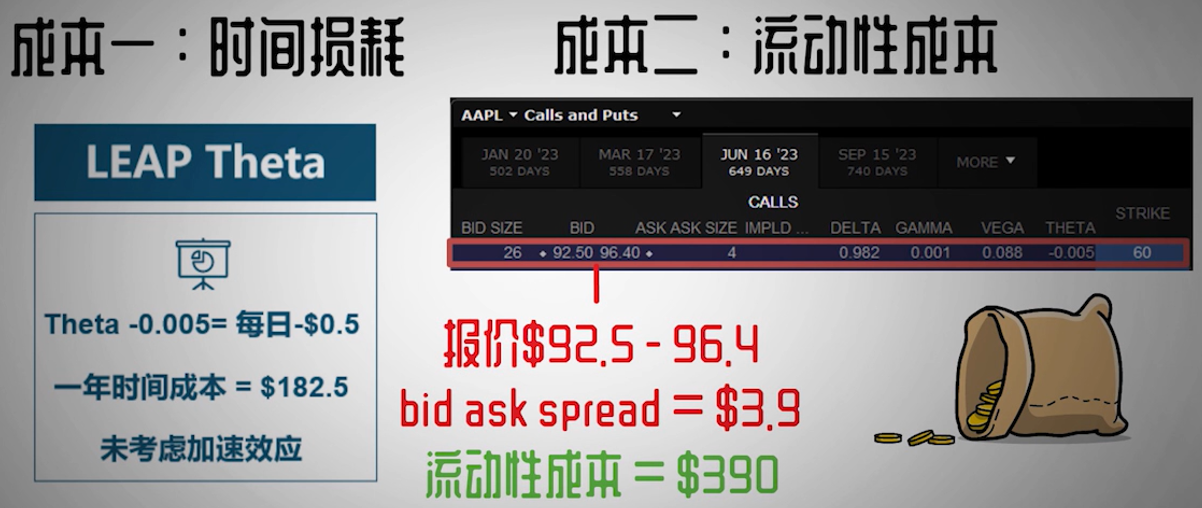 成本一：时间损耗
LEAP Theta
Theta -0.005= 每日-$0.5
一年时间成本 = $182.5
未考虑加速效应
成本二：流动性成本
AAPL Calls and Puts
JAN 20 '23 MAR 17 '23 JUN 16 '23 SEP 15 '23 MORE
502 DAYS 558 DAYS 649 DAYS 740 DAYS
CALLS
STRIKE
BID SIZE BID ASK ASK SIZE IMPLD ... DELTA GAMMA VEGA THETA
26 92.50 96.40 4 0.982 0.001 0.088 -0.005 60
报价$92.5 - 96.4
bid ask spread = $3.9
流动性成本 = $390